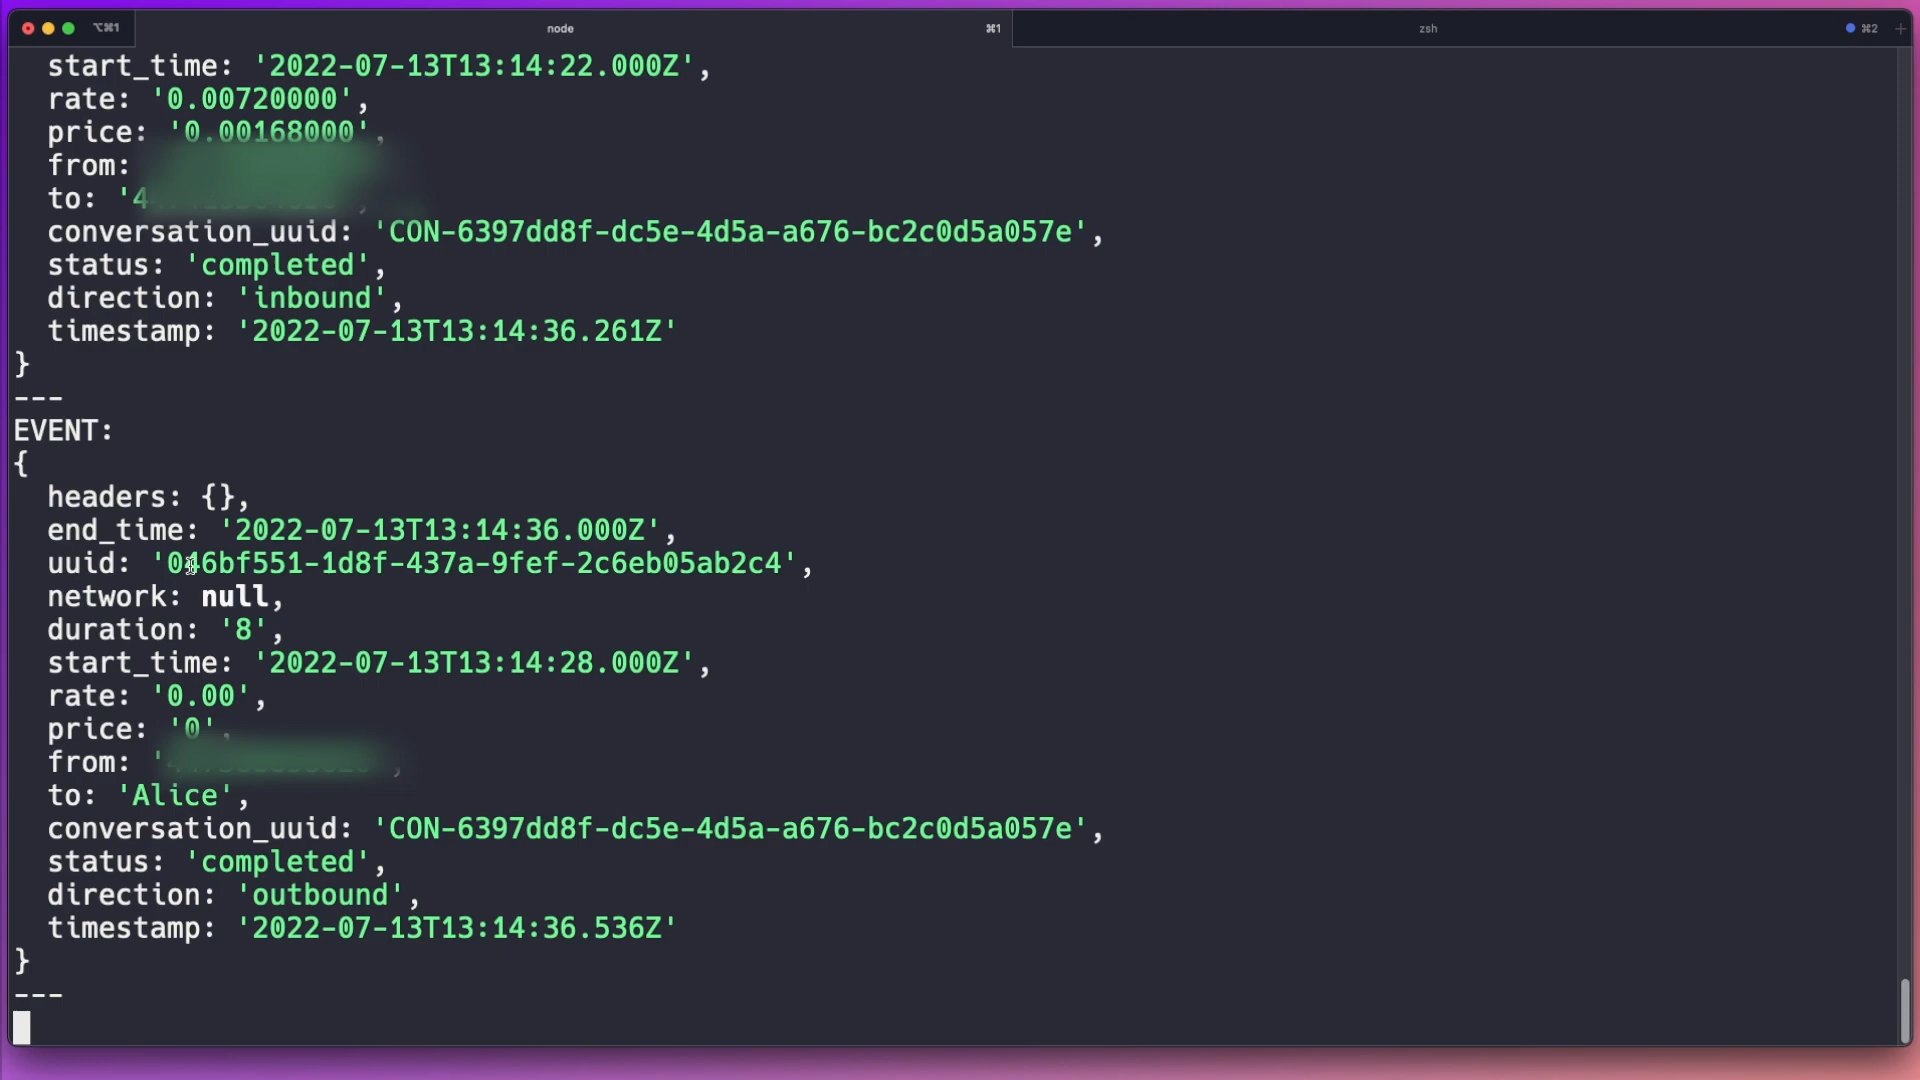 ⌥⌘1 node ⌘1 zsh ⌘2
start_time: '2022-07-13T13:14:22.000Z',
rate: '0.00720000',
price: '0.00168000',
from:
to: '4
conversation_uuid: 'CON-6397dd8f-dc5e-4d5a-a676-bc2c0d5a057e',
status: 'completed',
direction: 'inbound',
timestamp: '2022-07-13T13:14:36.261Z'
}
---
EVENT:
{
headers: {},
end_time: '2022-07-13T13:14:36.000Z',
uuid: '046bf551-1d8f-437a-9fef-2c6eb05ab2c4',
network: null,
duration: '8',
start_time: '2022-07-13T13:14:28.000Z',
rate: '0.00',
price: '0',
from: '
to: 'Alice',
conversation_uuid: 'CON-6397dd8f-dc5e-4d5a-a676-bc2c0d5a057e',
status: 'completed',
direction: 'outbound',
timestamp: '2022-07-13T13:14:36.536Z'
}
---